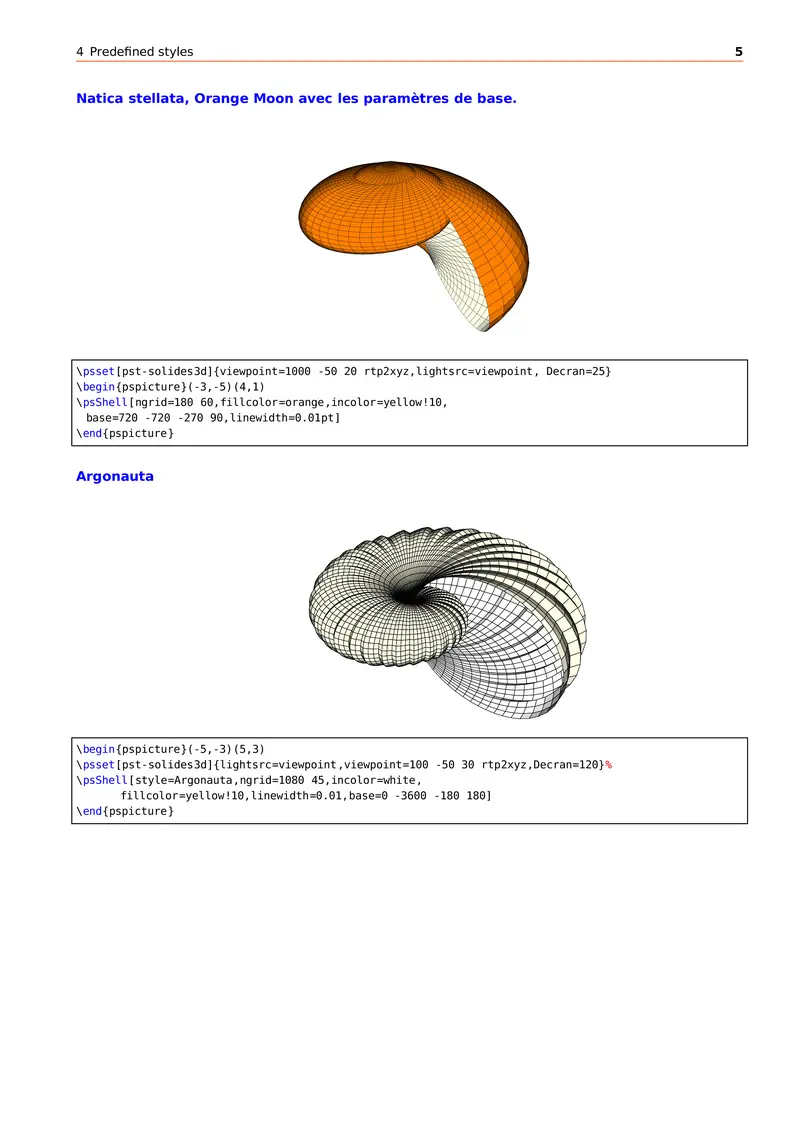 4 Predefined styles 5
Natica stellata, Orange Moon avec les paramètres de base.
\psset[pst-solides3d]{viewpoint=1000 -50 20 rtp2xyz,lightsrc=viewpoint, Decran=25}
\begin{pspicture}(-3,-5)(4,1)
\psShell[ngrid=180 60,fillcolor=orange,incolor=yellow!10,
base=720 -720 -270 90,linewidth=0.01pt]
\end{pspicture}
Argonauta
\begin{pspicture}(-5,-3)(5,3)
\psset[pst-solides3d]{lightsrc=viewpoint,viewpoint=100 -50 30 rtp2xyz,Decran=120}%
\psShell[style=Argonauta,ngrid=1080 45,incolor=white,
fillcolor=yellow!10,linewidth=0.01,base=0 -3600 -180 180]
\end{pspicture}